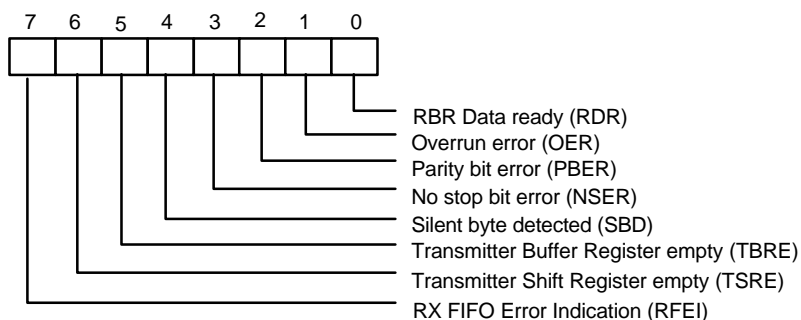 7 6 5 4 3 2 1 0
RBR Data ready (RDR)
Overrun error (OER)
Parity bit error (PBER)
No stop bit error (NSER)
Silent byte detected (SBD)
Transmitter Buffer Register empty (TBRE)
Transmitter Shift Register empty (TSRE)
RX FIFO Error Indication (RFEI)